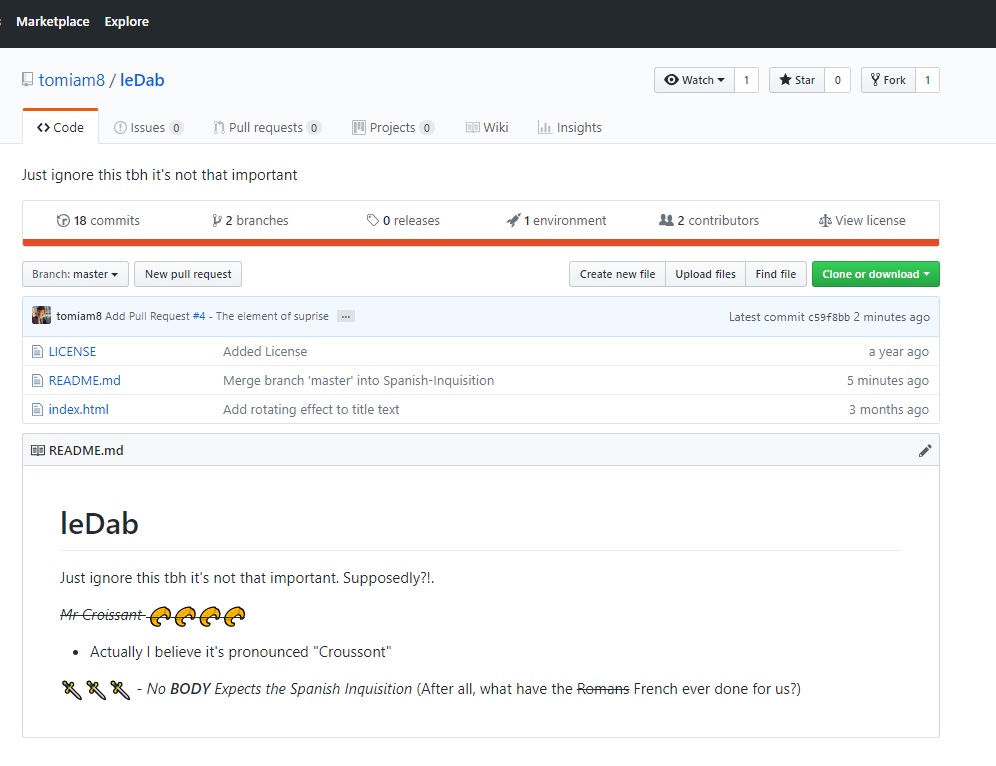 Marketplace Explore
tomiam8 / leDab Watch 1 Star 0 Fork 1
Code Issues 0 Pull requests 0 Projects 0 Wiki Insights
Just ignore this tbh it's not that important
18 commits 2 branches 0 releases 1 environment 2 contributors View license
Branch: master New pull request Create new file Upload files Find file Clone or download
tomiam8 Add Pull Request #4 - The element of suprise ... Latest commit c59f8bb 2 minutes ago
LICENSE Added License a year ago
README.md Merge branch 'master' into Spanish-Inquisition 5 minutes ago
index.html Add rotating effect to title text 3 months ago
README.md
leDab
Just ignore this tbh it's not that important. Supposedly?!.
Mr Croissant
• Actually I believe it's pronounced "Croussont"
- No BODY Expects the Spanish Inquisition (After all, what have the Romans French ever done for us?)